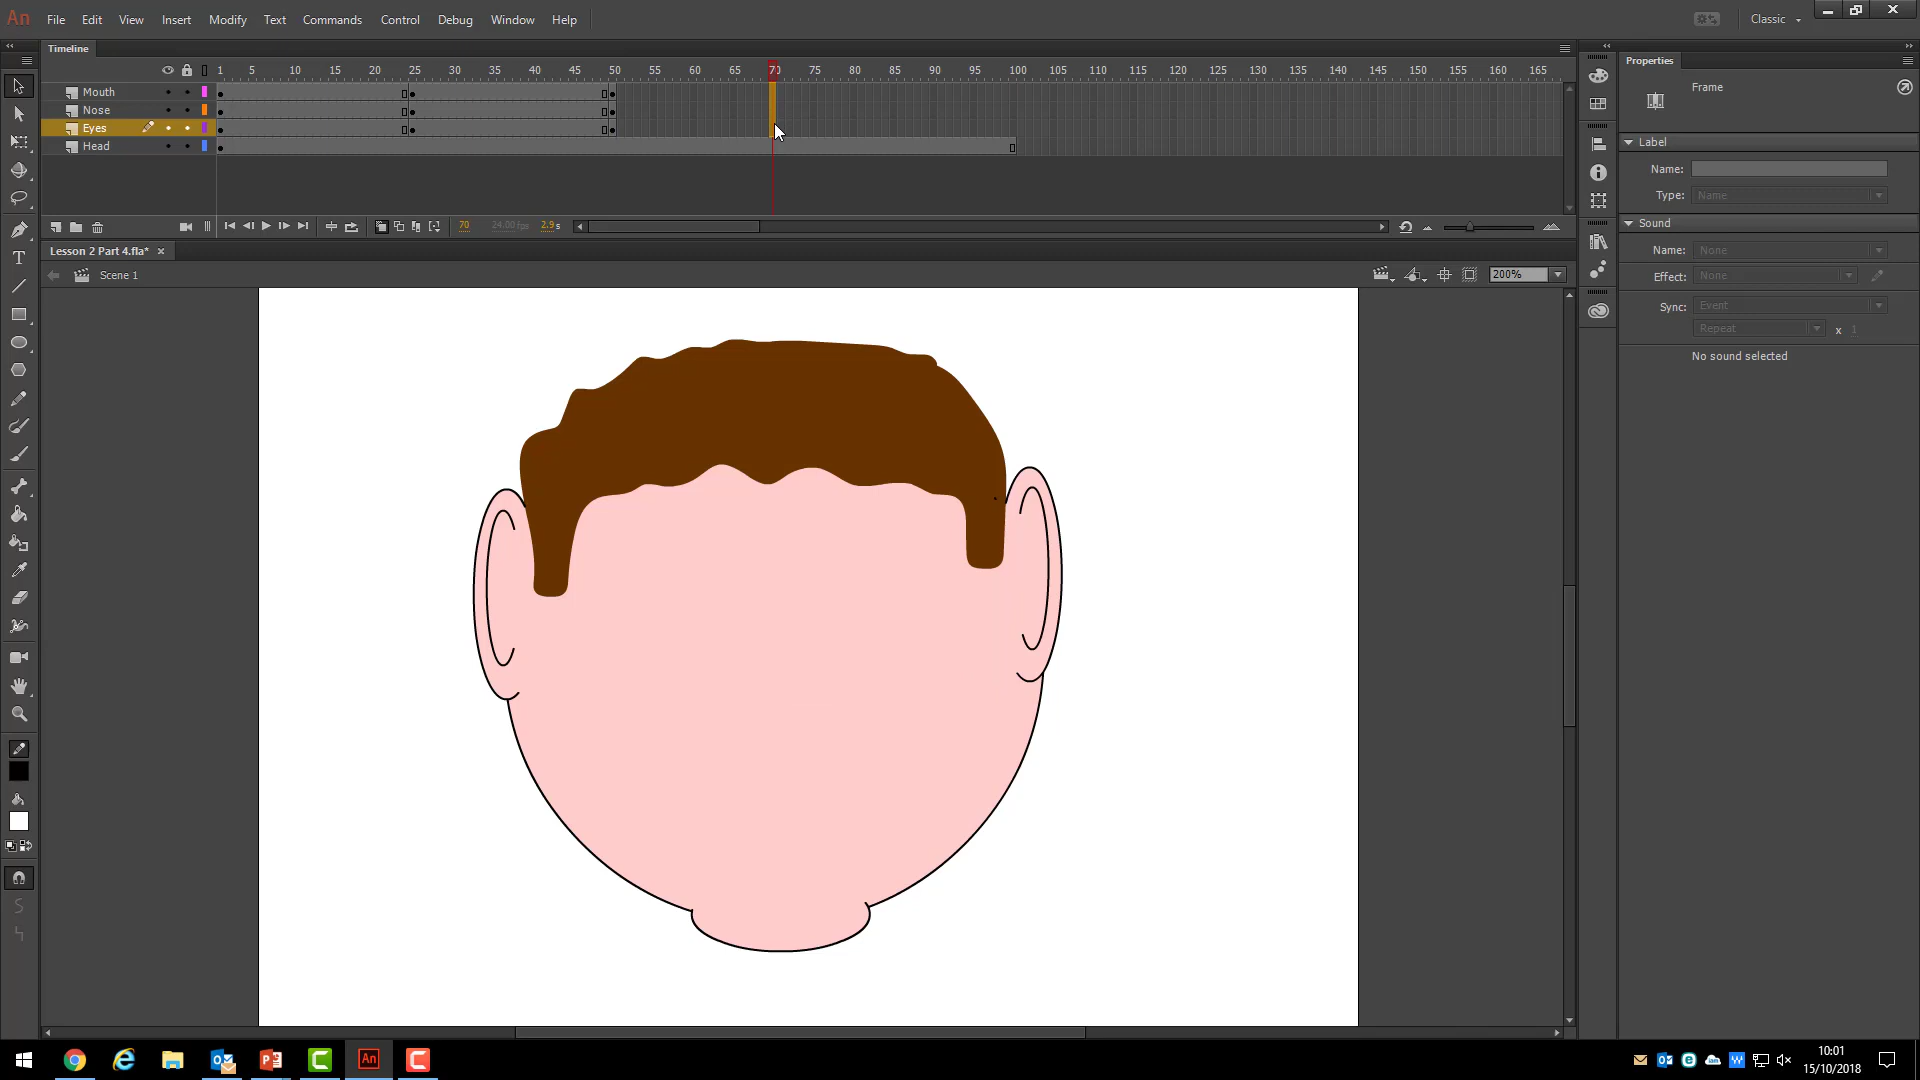 An File Edit View Insert Modify Text Commands Control Debug Window Help Classic
Timeline
Properties
1 5 10 15 20 25 30 35 40 45 50 55 60 65 70 75 80 85 90 95 100 105 110 115 120 125 130 135 140 145 150 155 160 165
Frame
Mouth
Nose
Eyes
Head
Label
Name:
Type: Name
Sound
70 24.00 fps 2.9 s
Lesson 2 Part 4.fla*
Name: None
Scene 1
200%
Effect: None
Sync: Event
Repeat x 1
No sound selected
10:01
15/10/2018